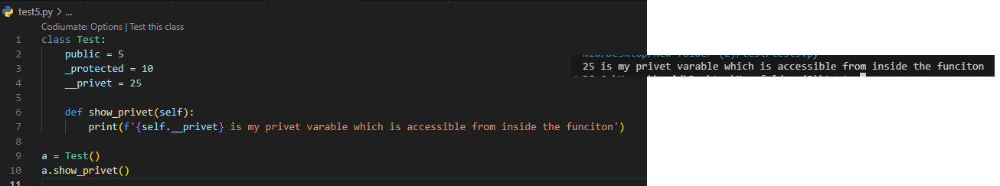 test5.py > ...
Codiumate: Options | Test this class
1 class Test:
2 public = 5
3 _protected = 10
4 __privet = 25
5
6 def show_privet(self):
7 print(f'{self.__privet} is my privet varable which is accessible from inside the funciton')
8
9 a = Test()
10 a.show_privet()
11
25 is my privet varable which is accessible from inside the funciton